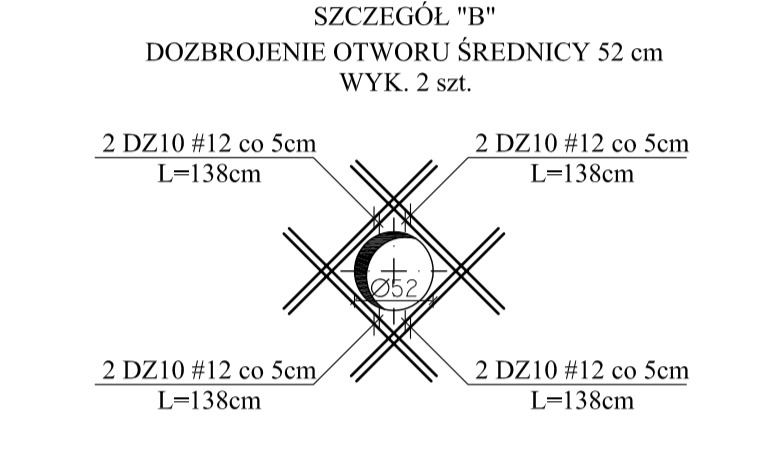 SZCZEGÓŁ "B"
DOZBROJENIE OTWORU ŚREDNICY 52 cm
WYK. 2 szt.
2 DZ10 #12 co 5cm
L=138cm
2 DZ10 #12 co 5cm
L=138cm
Ø52
2 DZ10 #12 co 5cm
L=138cm
2 DZ10 #12 co 5cm
L=138cm